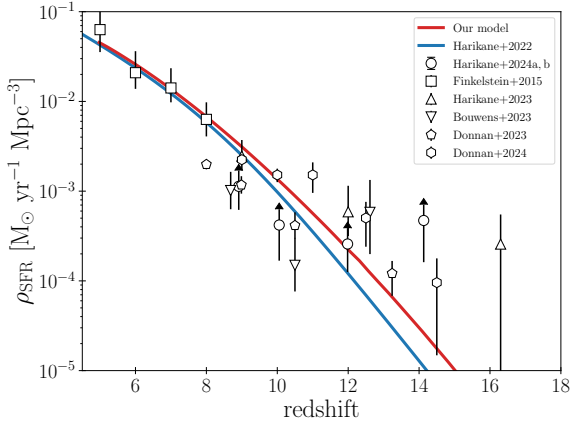 10⁻¹
10⁻²
10⁻³
10⁻⁴
10⁻⁵
ρSFR [M⊙ yr⁻¹ Mpc⁻³]
Our model
Harikane+2022
Harikane+2024a, b
Finkelstein+2015
Harikane+2023
Bouwens+2023
Donnan+2023
Donnan+2024
6 8 10 12 14 16 18
redshift